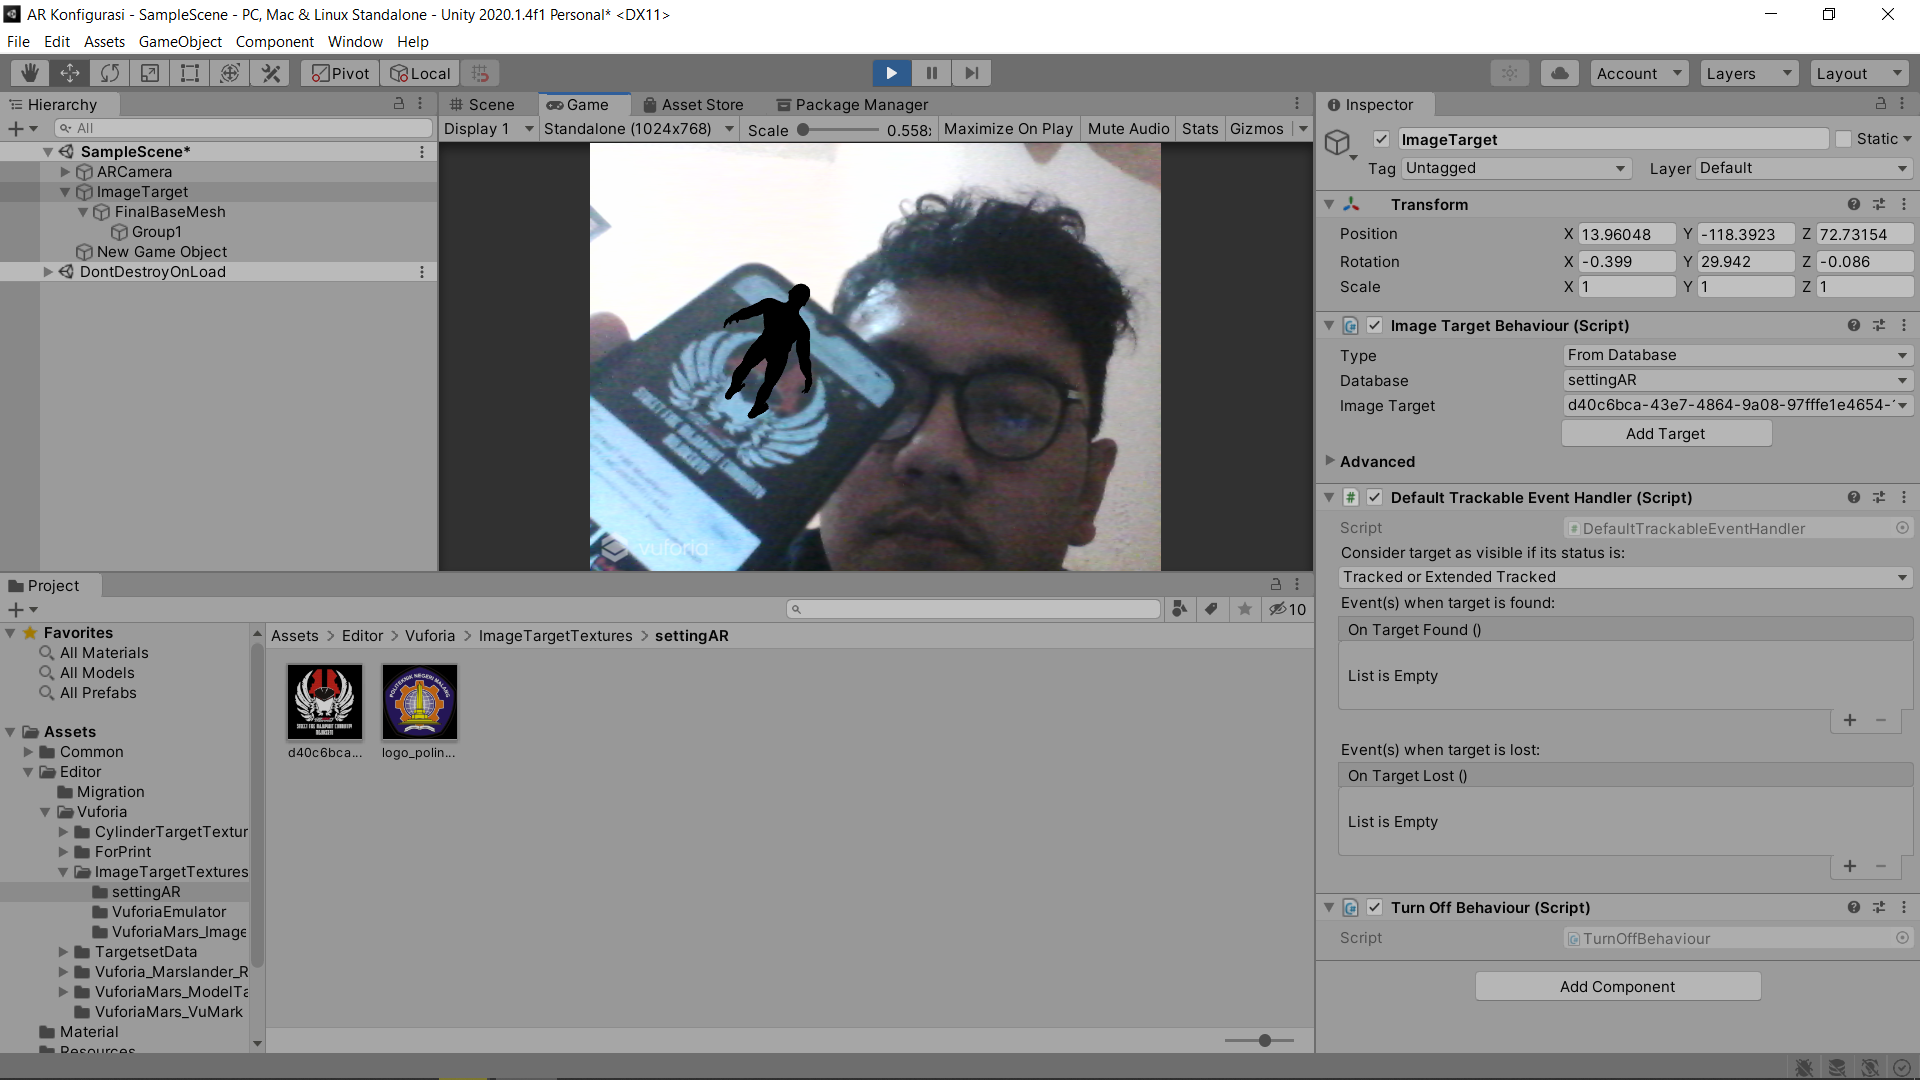 AR Konfigurasi - SampleScene - PC, Mac & Linux Standalone - Unity 2020.1.4f1 Personal* <DX11>
File Edit Assets GameObject Component Window Help
Pivot Local Account Layers Layout
Hierarchy
All
SampleScene*
ARCamera
ImageTarget
FinalBaseMesh
Group1
New Game Object
DontDestroyOnLoad
Scene Game Asset Store Package Manager
Display 1 Standalone (1024x768) Scale 0.558 Maximize On Play Mute Audio Stats Gizmos
vuforia
Inspector
ImageTarget Static
Tag Untagged Layer Default
Transform
Position X 13.96048 Y -118.3923 Z 72.73154
Rotation X -0.399 Y 29.942 Z -0.086
Scale X 1 Y 1 Z 1
Image Target Behaviour (Script)
Type From Database
Database settingAR
Image Target d40c6bca-43e7-4864-9a08-97fffe1e4654-
Add Target
Advanced
# Default Trackable Event Handler (Script)
Script DefaultTrackableEventHandler
Consider target as visible if its status is:
Tracked or Extended Tracked
Event(s) when target is found:
On Target Found ()
List is Empty
Event(s) when target is lost:
On Target Lost ()
List is Empty
Turn Off Behaviour (Script)
Script TurnOffBehaviour
Add Component
Project
10
Favorites
All Materials
All Models
All Prefabs
Assets
Common
Editor
Migration
Vuforia
CylinderTargetTextur
ForPrint
ImageTargetTextures
settingAR
VuforiaEmulator
VuforiaMars_Image
TargetsetData
Vuforia_Marslander_R
VuforiaMars_ModelTa
VuforiaMars_VuMark
Material
Resources
Assets > Editor > Vuforia > ImageTargetTextures > settingAR
POLITEKNIK NEGERI MALANG
d40c6bca... logo_polin...